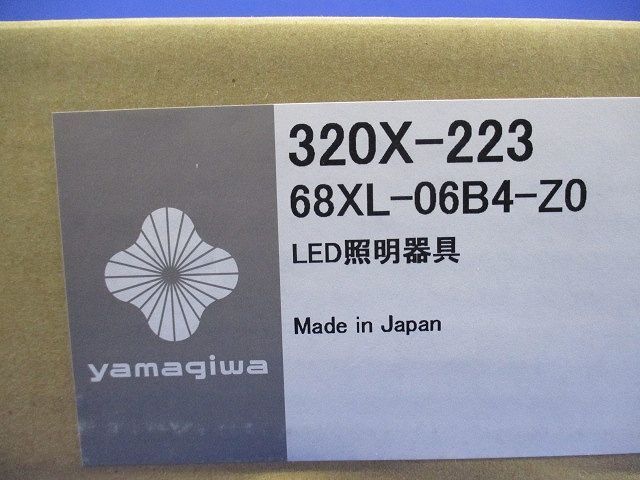 320X-223
68XL-06B4-Z0
LED照明器具
Made in Japan
yamagiwa